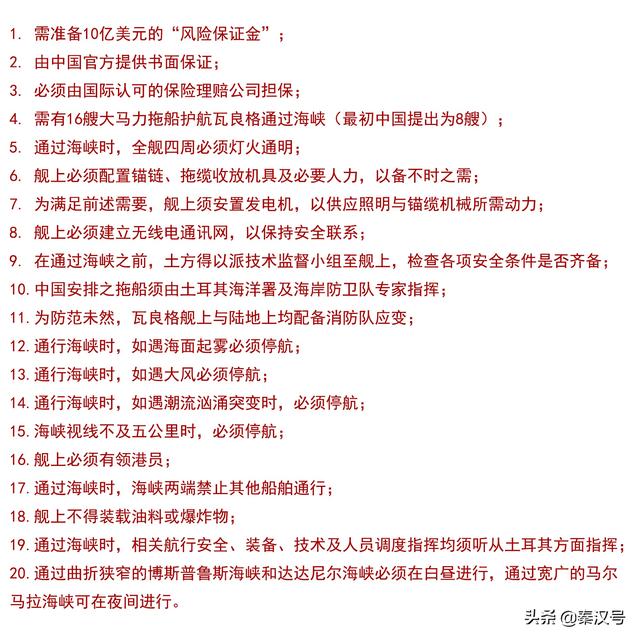 1. 需准备10亿美元的“风险保证金”；
2. 由中国官方提供书面保证；
3. 必须由国际认可的保险理赔公司担保；
4. 需有16艘大马力拖船护航瓦良格通过海峡（最初中国提出为8艘）；
5. 通过海峡时，全舰四周必须灯火通明；
6. 舰上必须配置锚链、拖缆收放机具及必要人力，以备不时之需；
7. 为满足前述需要，舰上须安置发电机，以供应照明与锚缆机械所需动力；
8. 舰上必须建立无线电通讯网，以保持安全联系；
9. 在通过海峡之前，土方得以派技术监督小组至舰上，检查各项安全条件是否齐备；
10.中国安排之拖船须由土耳其海洋署及海岸防卫队专家指挥；
11.为防范未然，瓦良格舰上与陆地上均配备消防队应变；
12.通行海峡时，如遇海面起雾必须停航；
13.通行海峡时，如遇大风必须停航；
14.通行海峡时，如遇潮流汹涌突变时，必须停航；
15.海峡视线不及五公里时，必须停航；
16.舰上必须有领港员；
17.通过海峡时，海峡两端禁止其他船舶通行；
18.舰上不得装载油料或爆炸物；
19.通过海峡时，相关航行安全、装备、技术及人员调度指挥均须听从土耳其方面指挥；
20.通过曲折狭窄的博斯普鲁斯海峡和达达尼尔海峡必须在白昼进行，通过宽广的马尔
马拉海峡可在夜间进行。
头条 @秦汉号